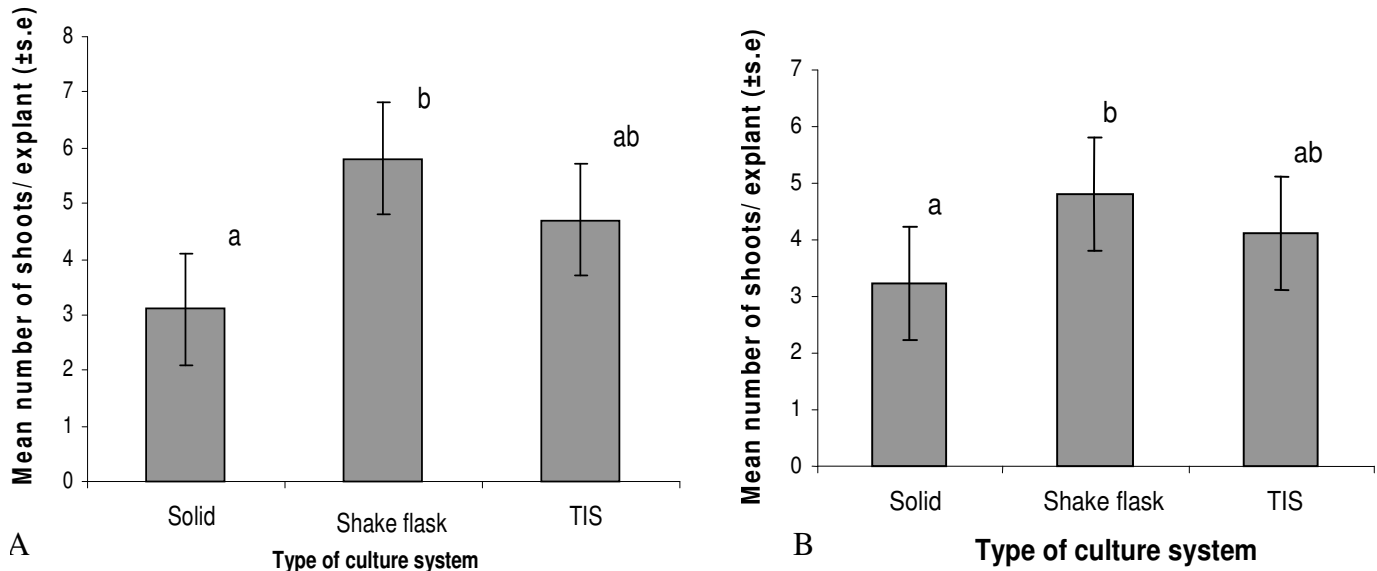 Mean number of shoots/ explant (±s.e)
8
7
6
5
4
3
2
1
0
a
b
ab
Solid
Shake flask
TIS
Type of culture system
A
Mean number of shoots/ explant (±s.e)
7
6
5
4
3
2
1
0
a
b
ab
Solid
Shake flask
TIS
Type of culture system
B